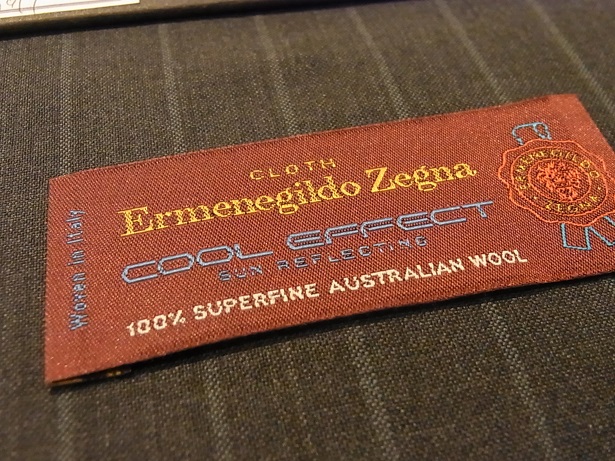 CLOTH
Ermenegildo Zegna
COOL EFFECT
SUN REFLECTING
100% SUPERFINE AUSTRALIAN WOOL
Woven in Italy
ERMENEGILDO
ZEGNA